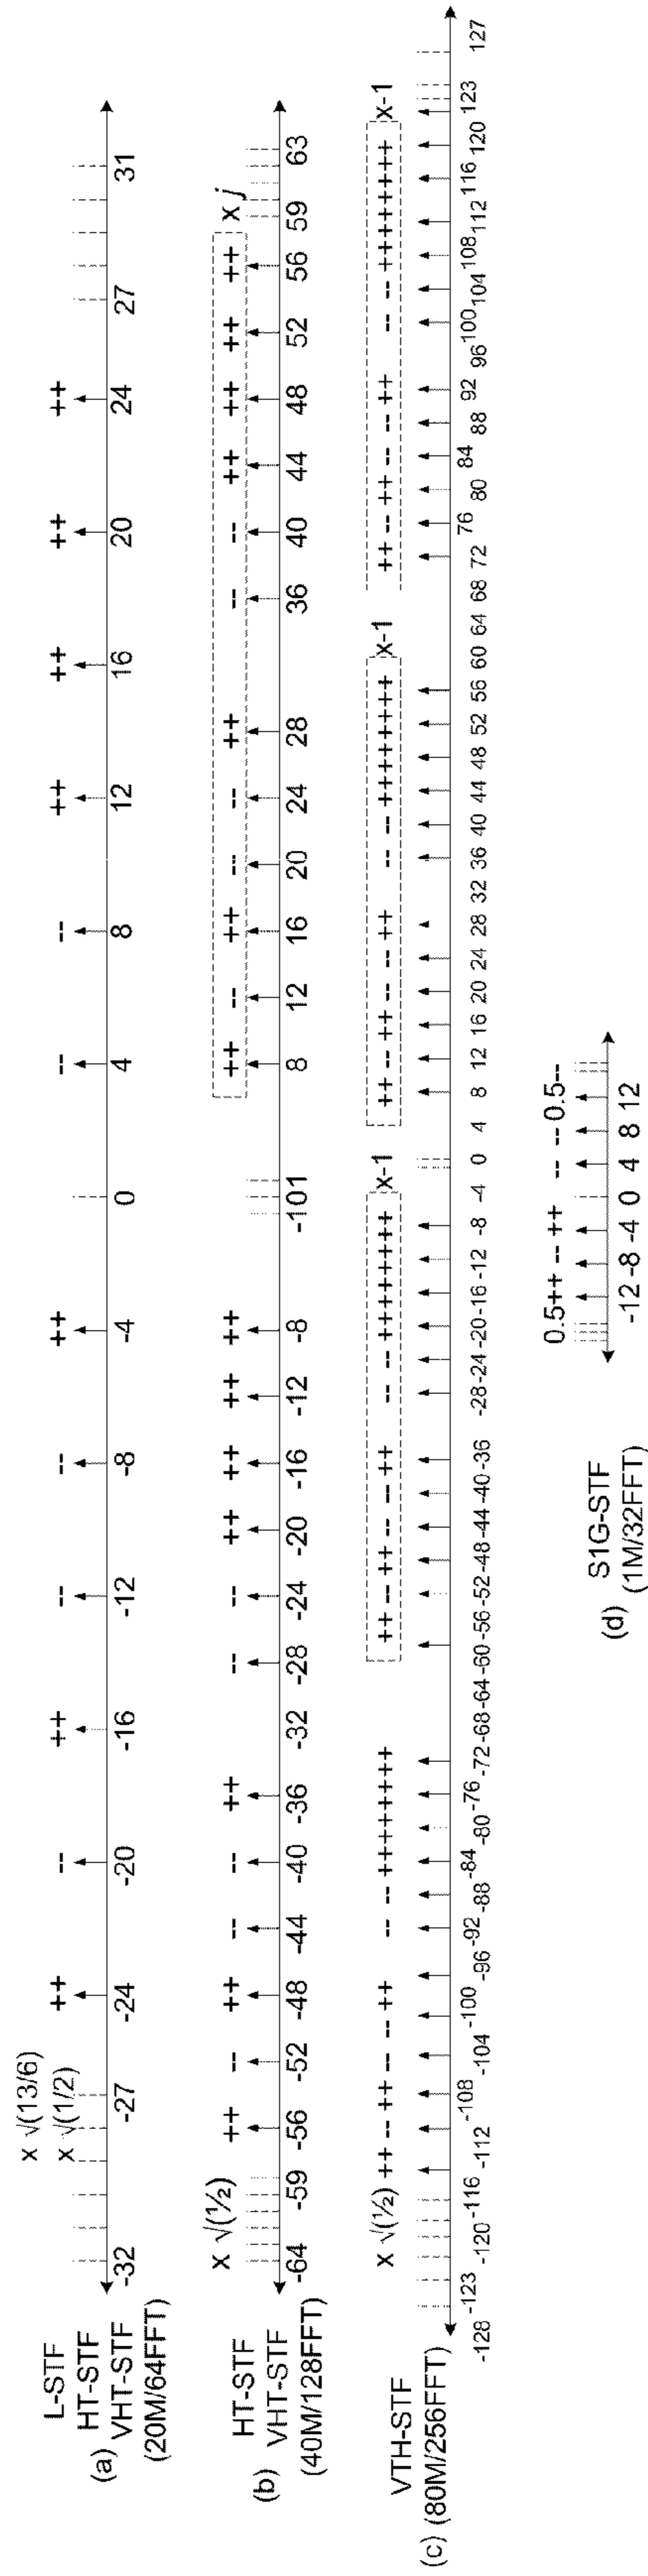 L-STF
HT-STF
VHT-STF
(a) (20M/64FFT)
x √(13/6)
x √(1/2)
++ -- ++ -- -- ++ -- -- ++ ++ ++ ++
-32 -27 -24 -20 -16 -12 -8 -4 0 4 8 12 16 20 24 27 31
HT-STF
(b) VHT-STF
(40M/128FFT)
x √(½)
++ -- ++ -- -- ++ -- -- ++ ++ ++ ++ ++ -- ++ -- -- ++ -- -- ++ ++ ++ ++ x j
-64 -59 -56 -52 -48 -44 -40 -36 -32 -28 -24 -20 -16 -12 -8 -101 8 12 16 20 24 28 36 40 44 48 52 56 59 63
VTH-STF
(c) (80M/256FFT)
x √(½) ++ -- ++ -- -- ++ -- -- ++++++++ ++ -- ++ -- -- ++ -- -- ++++++++ x-1 ++ -- ++ -- -- ++ -- -- ++++++++ x-1 ++ -- ++ -- -- ++ -- -- ++++++++ x-1
-128 -123 -120 -116 -112 -108 -104 -100 -96 -92 -88 -84 -80 -76 -72 -68 -64 -60 -56 -52 -48 -44 -40 -36 -28 -24 -20 -16 -12 -8 -4 0 4 8 12 16 20 24 28 32 36 40 44 48 52 56 60 64 68 72 76 80 84 88 92 96 100 104 108 112 116 120 123 127
(d) S1G-STF
(1M/32FFT)
0.5++ -- ++ -- -- 0.5--
-12 -8 -4 0 4 8 12